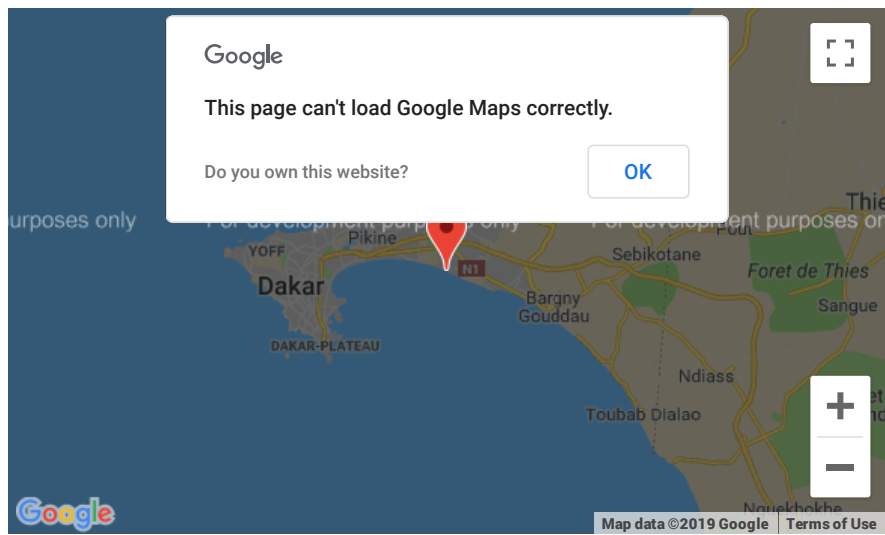 Google
This page can't load Google Maps correctly.
Do you own this website?
OK
urposes only
For development purposes only
For development purposes or
Thie
Pout
Pikine
YOFF
N1
Sebikotane
Foret de Thies
Dakar
Bargny
Gouddau
Sangue
DAKAR-PLATEAU
Ndiass
Toubab Dialao
Nguekhokhe
Google
Map data ©2019 Google
Terms of Use